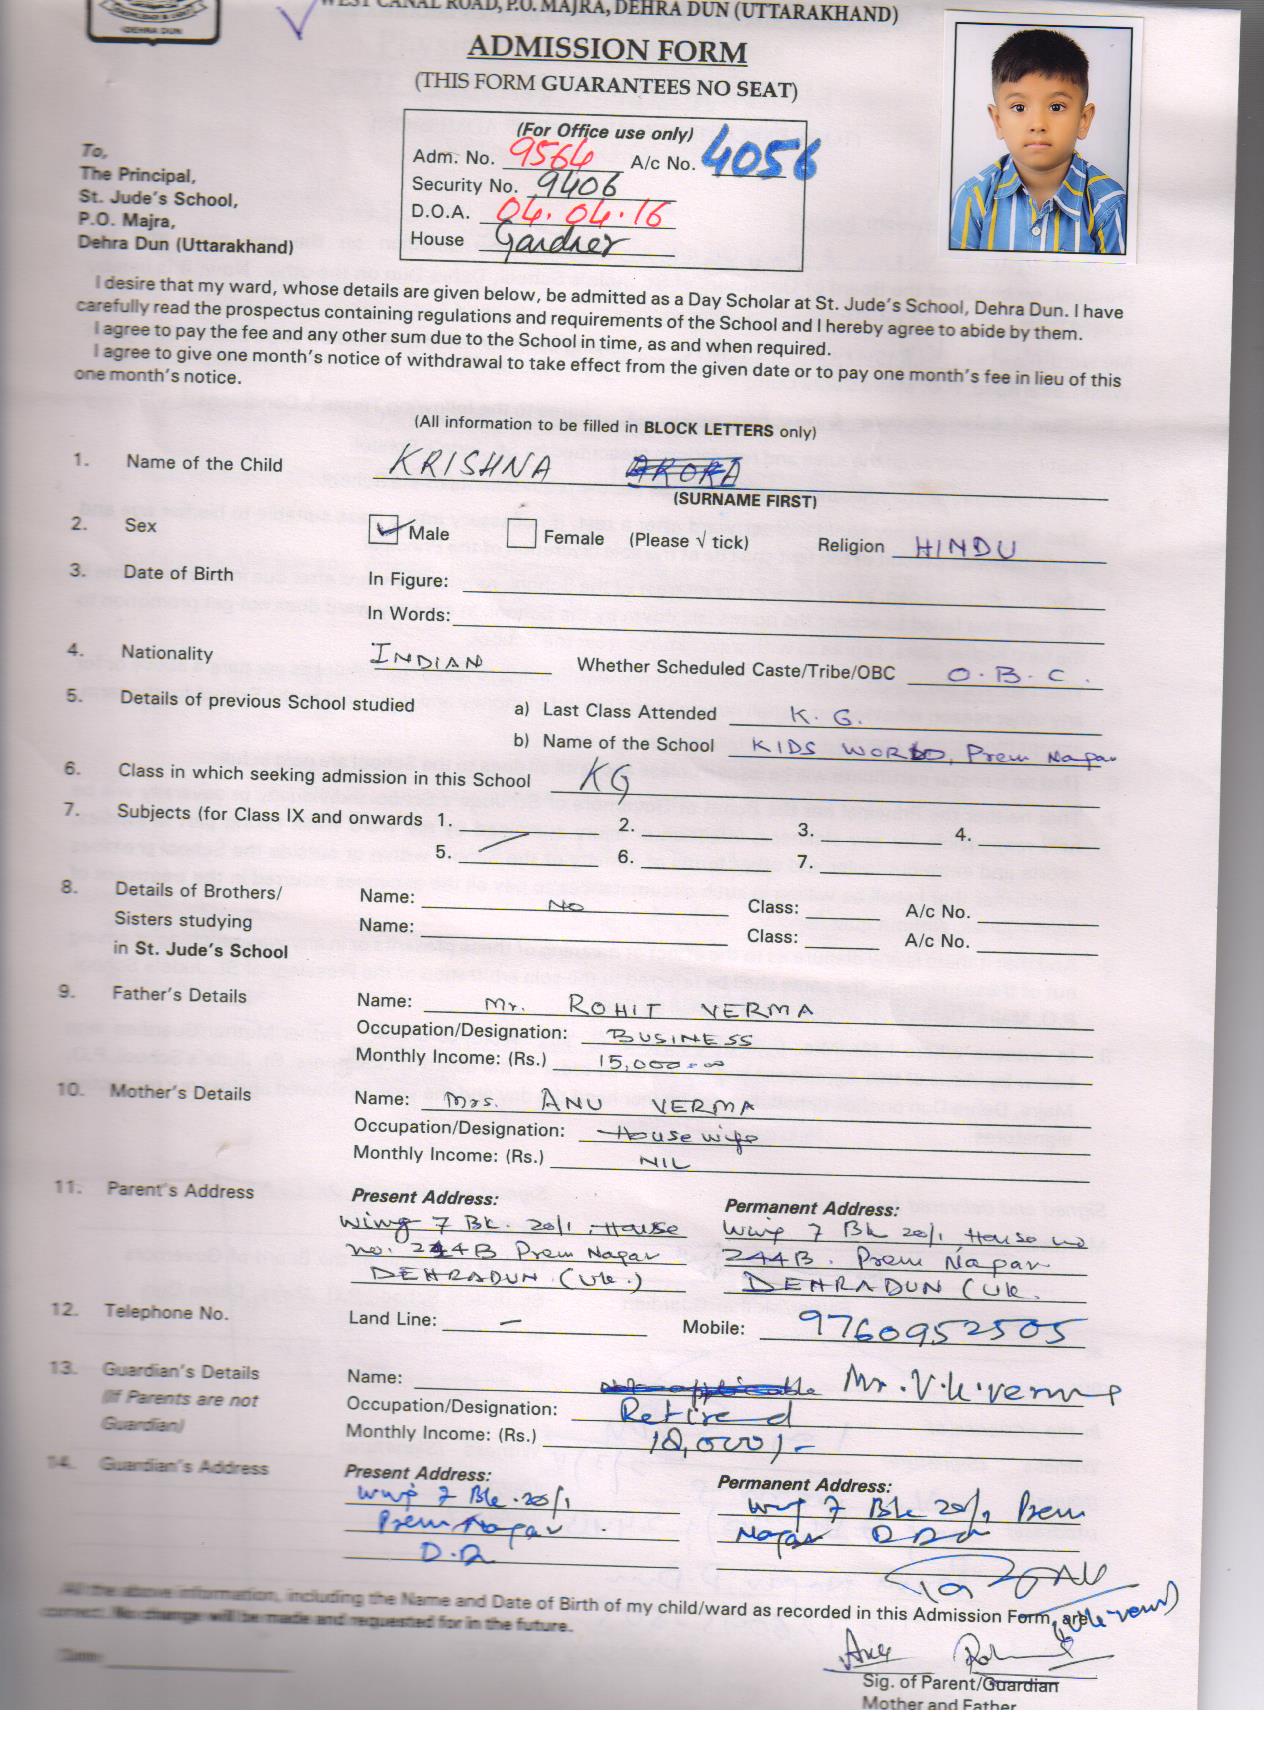 WEST CANAL ROAD, P.O. MAJRA, DEHRA DUN (UTTARAKHAND)
DEHRA DUN
ADMISSION FORM
(THIS FORM GUARANTEES NO SEAT)
(For Office use only)
Adm. No. 9564 A/c No. 4056
Security No. 9406
D.O.A. 04.04.16
House Gardner
To,
The Principal,
St. Jude's School,
P.O. Majra,
Dehra Dun (Uttarakhand)
I desire that my ward, whose details are given below, be admitted as a Day Scholar at St. Jude's School, Dehra Dun. I have
carefully read the prospectus containing regulations and requirements of the School and I hereby agree to abide by them.
I agree to pay the fee and any other sum due to the School in time, as and when required.
I agree to give one month's notice of withdrawal to take effect from the given date or to pay one month's fee in lieu of this
one month's notice.
(All information to be filled in BLOCK LETTERS only)
1. Name of the Child KRISHNA ARORA
(SURNAME FIRST)
2. Sex Male Female (Please √ tick) Religion HINDU
3. Date of Birth In Figure:
In Words:
4. Nationality INDIAN Whether Scheduled Caste/Tribe/OBC O.B.C.
5. Details of previous School studied a) Last Class Attended K.G.
b) Name of the School KIDS WORLD, Prem Nagar
6. Class in which seeking admission in this School KG
7. Subjects (for Class IX and onwards 1. 2. 3. 4.
5. 6. 7.
8. Details of Brothers/ Name: No Class: A/c No.
Sisters studying Name: Class: A/c No.
in St. Jude's School
9. Father's Details Name: Mr. ROHIT VERMA
Occupation/Designation: BUSINESS
Monthly Income: (Rs.) 15,000=00
10. Mother's Details Name: Mrs. ANU VERMA
Occupation/Designation: Housewife
Monthly Income: (Rs.) NIL
11. Parent's Address Present Address: Permanent Address:
Wing 7 Bk. 20/1 House Wing 7 Bk 20/1 House no
no. 244B Prem Nagar 244B. Prem Nagar
DEHRADUN (Uk.) DEHRADUN (Uk.
12. Telephone No. Land Line: — Mobile: 9760952505
13. Guardian's Details Name: Not applicable Mr. V.K. Verma
(If Parents are not Occupation/Designation: Retired
Guardian) Monthly Income: (Rs.) 18,000/-
14. Guardian's Address Present Address: Permanent Address:
Wing 7 Blk. 20/1 Wing 7 Blk 20/1 Prem
Prem Nagar Nagar D Dn
D.D
All the above information, including the Name and Date of Birth of my child/ward as recorded in this Admission Form, are
correct. No change will be made and requested for in the future.
Date:
Sig. of Parent/Guardian
Mother and Father